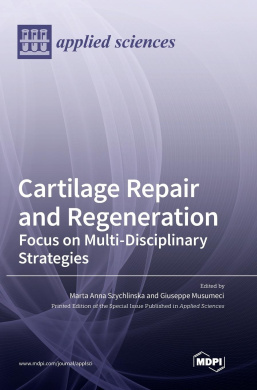 applied sciences
Cartilage Repair
and Regeneration
Focus on Multi-Disciplinary
Strategies
Edited by
Marta Anna Szychlinska and Giuseppe Musumeci
Printed Edition of the Special Issue Published in Applied Sciences
www.mdpi.com/journal/applsci
MDPI